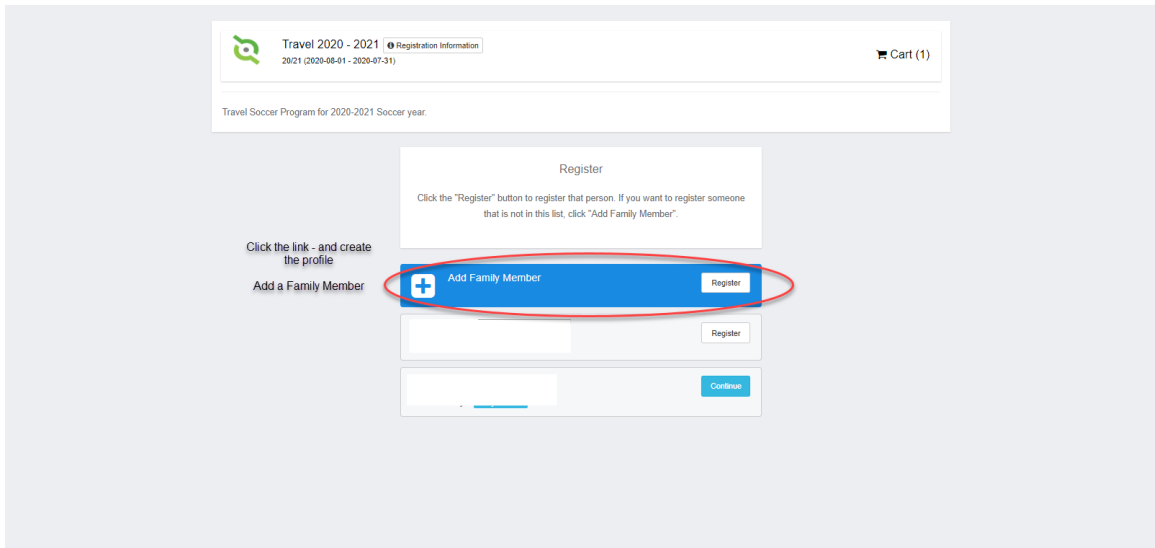 Travel 2020 - 2021 Registration Information
20/21 (2020-08-01 - 2020-07-31)
Cart (1)
Travel Soccer Program for 2020-2021 Soccer year.
Register
Click the "Register" button to register that person. If you want to register someone
that is not in this list, click "Add Family Member".
Click the link - and create
the profile
Add a Family Member
Add Family Member
Register
Register
Continue